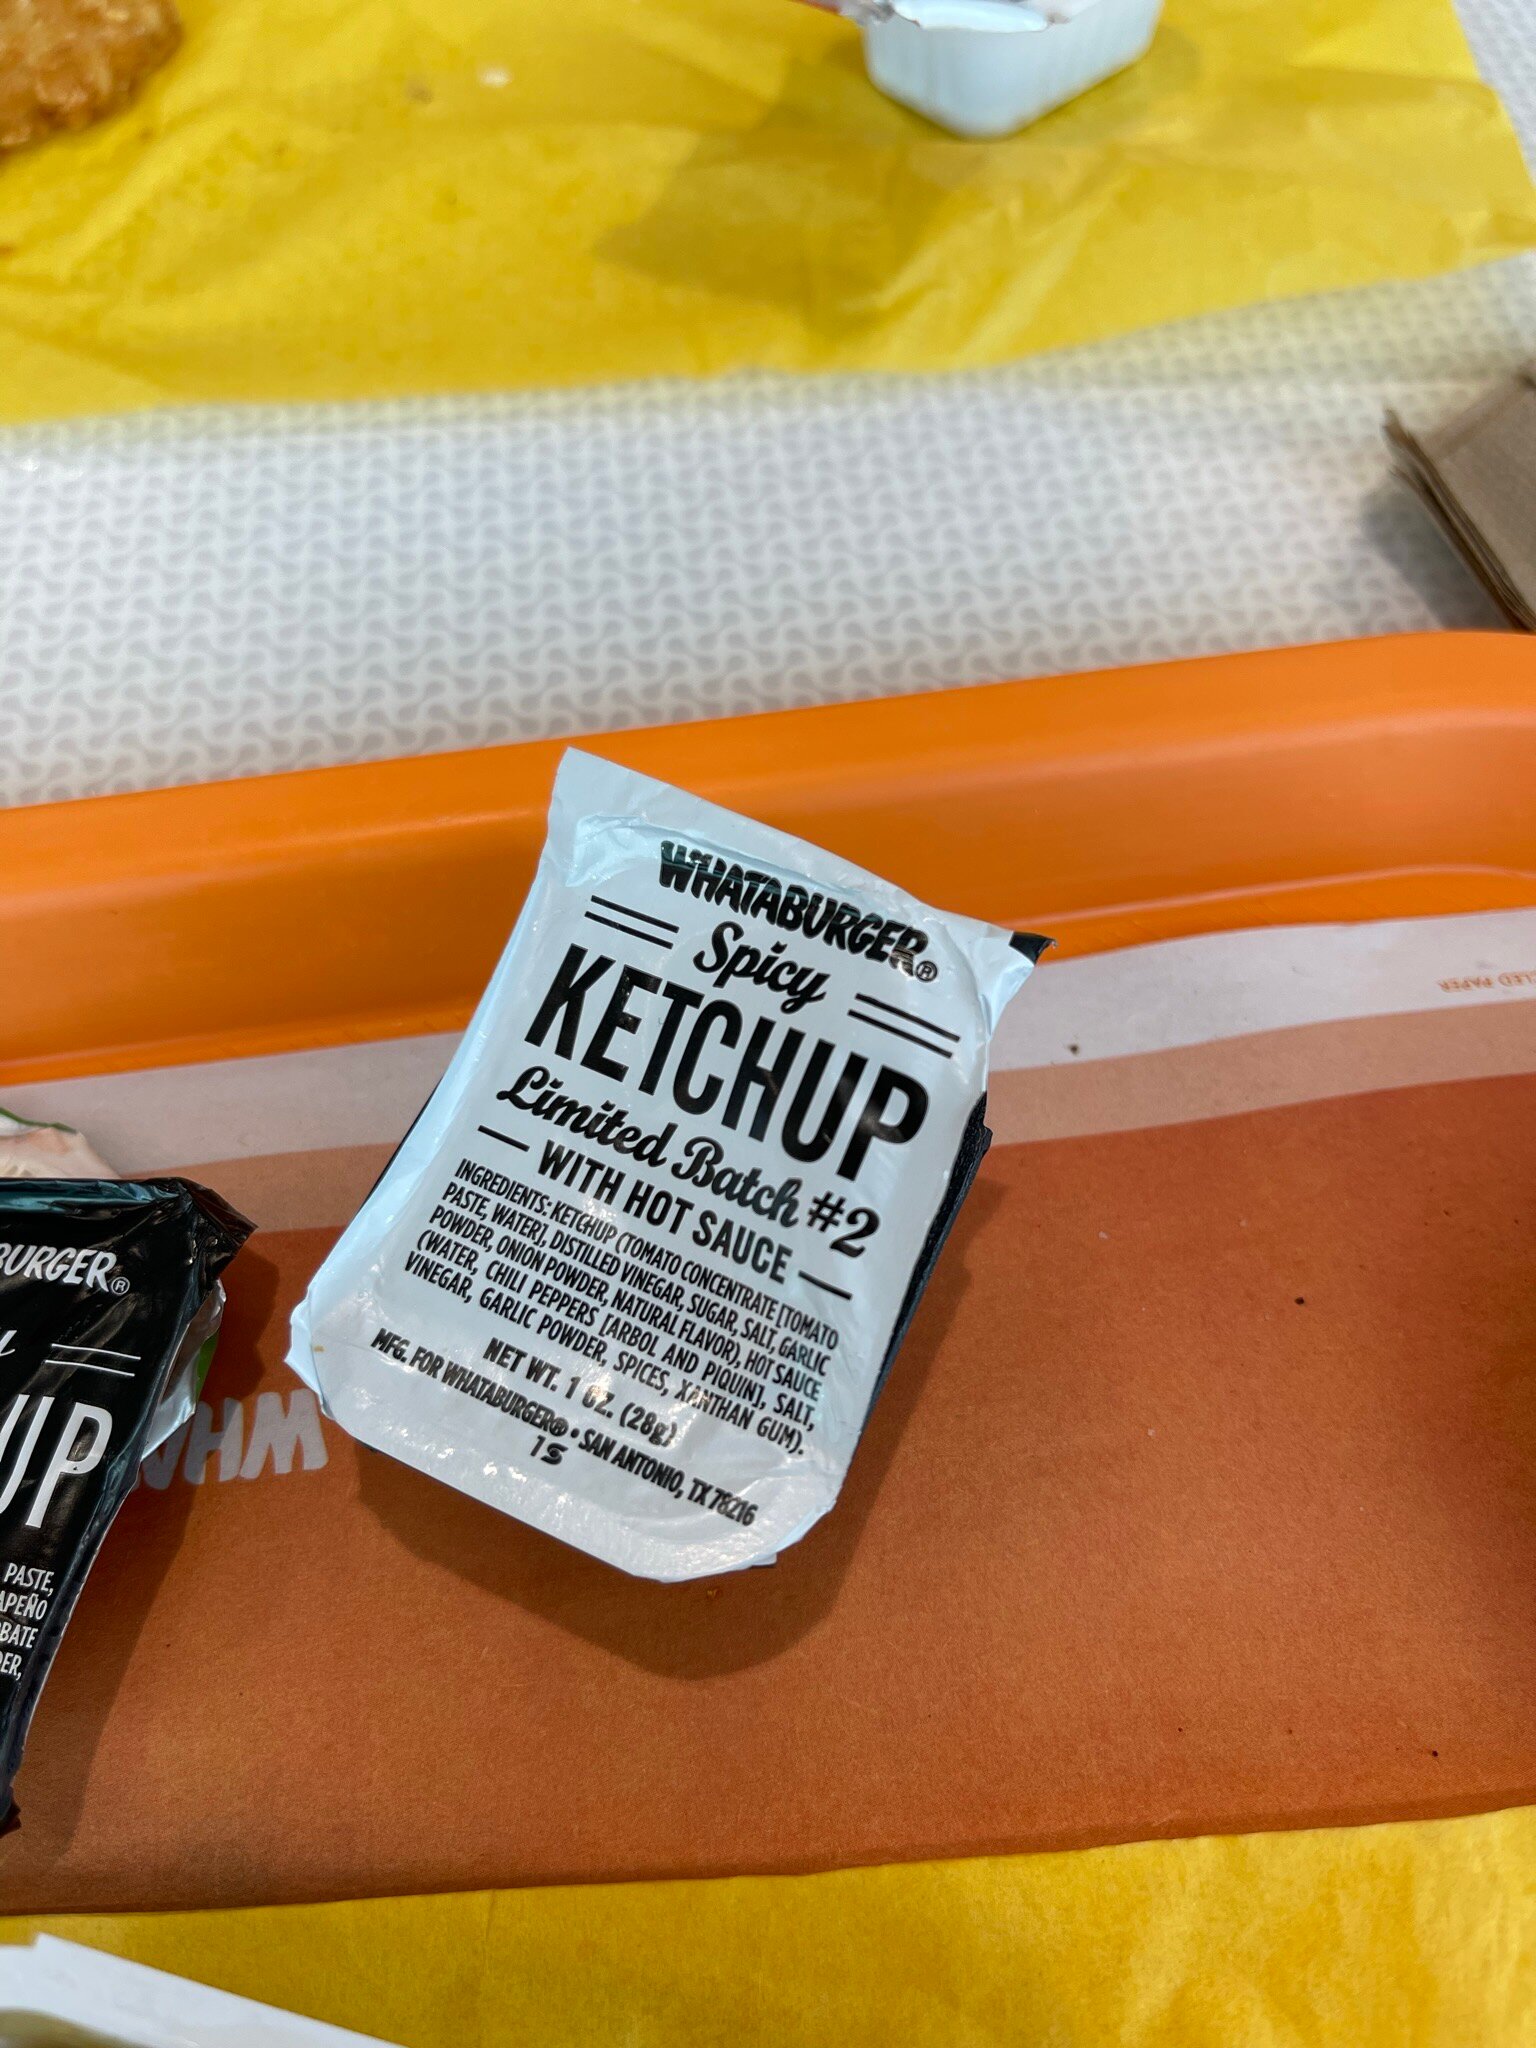 WHATABURGER®
Spicy
KETCHUP
Limited Batch #2
WITH HOT SAUCE
INGREDIENTS: KETCHUP (TOMATO CONCENTRATE [TOMATO
PASTE, WATER], DISTILLED VINEGAR, SUGAR, SALT, GARLIC
POWDER, ONION POWDER, NATURAL FLAVOR), HOT SAUCE
(WATER, CHILI PEPPERS [ARBOL AND PIQUIN], SALT,
VINEGAR, GARLIC POWDER, SPICES, XANTHAN GUM).
NET WT. 1 OZ. (28g)
MFG. FOR WHATABURGER® • SAN ANTONIO, TX 78216
BURGER®
UP
PASTE,
APEÑO
BATE
DER,
WHA
LED PAPER